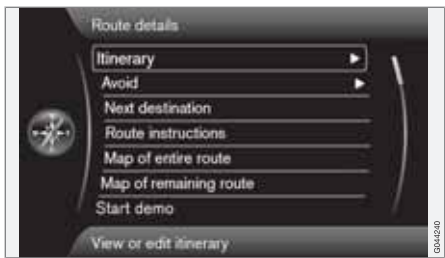 Route details
Itinerary
Avoid
Next destination
Route instructions
Map of entire route
Map of remaining route
Start demo
View or edit itinerary
G044240